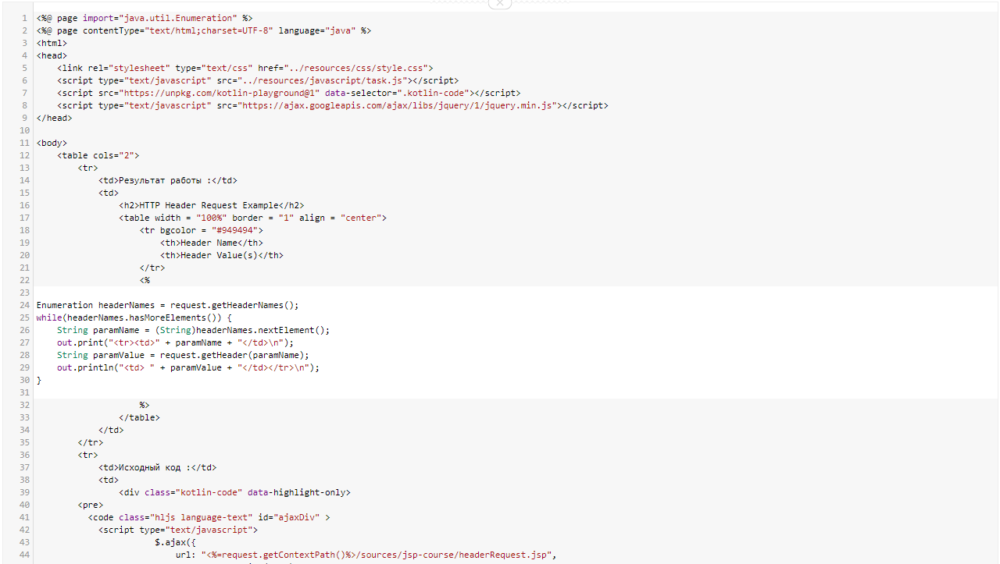 1 <%@ page import="java.util.Enumeration" %>
2 <%@ page contentType="text/html;charset=UTF-8" language="java" %>
3 <html>
4 <head>
5     <link rel="stylesheet" type="text/css" href="../resources/css/style.css">
6     <script type="text/javascript" src="../resources/javascript/task.js"></script>
7     <script src="https://unpkg.com/kotlin-playground@1" data-selector=".kotlin-code"></script>
8     <script type="text/javascript" src="https://ajax.googleapis.com/ajax/libs/jquery/1/jquery.min.js"></script>
9 </head>
10
11 <body>
12     <table cols="2">
13         <tr>
14             <td>Результат работы :</td>
15             <td>
16                 <h2>HTTP Header Request Example</h2>
17                 <table width = "100%" border = "1" align = "center">
18                     <tr bgcolor = "#949494">
19                         <th>Header Name</th>
20                         <th>Header Value(s)</th>
21                     </tr>
22                     <%
23
24 Enumeration headerNames = request.getHeaderNames();
25 while(headerNames.hasMoreElements()) {
26     String paramName = (String)headerNames.nextElement();
27     out.print("<tr><td>" + paramName + "</td>\n");
28     String paramValue = request.getHeader(paramName);
29     out.println("<td> " + paramValue + "</td></tr>\n");
30 }
31
32                     %>
33                 </table>
34             </td>
35         </tr>
36         <tr>
37             <td>Исходный код :</td>
38             <td>
39                 <div class="kotlin-code" data-highlight-only>
40         <pre>
41           <code class="hljs language-text" id="ajaxDiv" >
42             <script type="text/javascript">
43                        $.ajax({
44                            url: "<%=request.getContextPath()%>/sources/jsp-course/headerRequest.jsp",